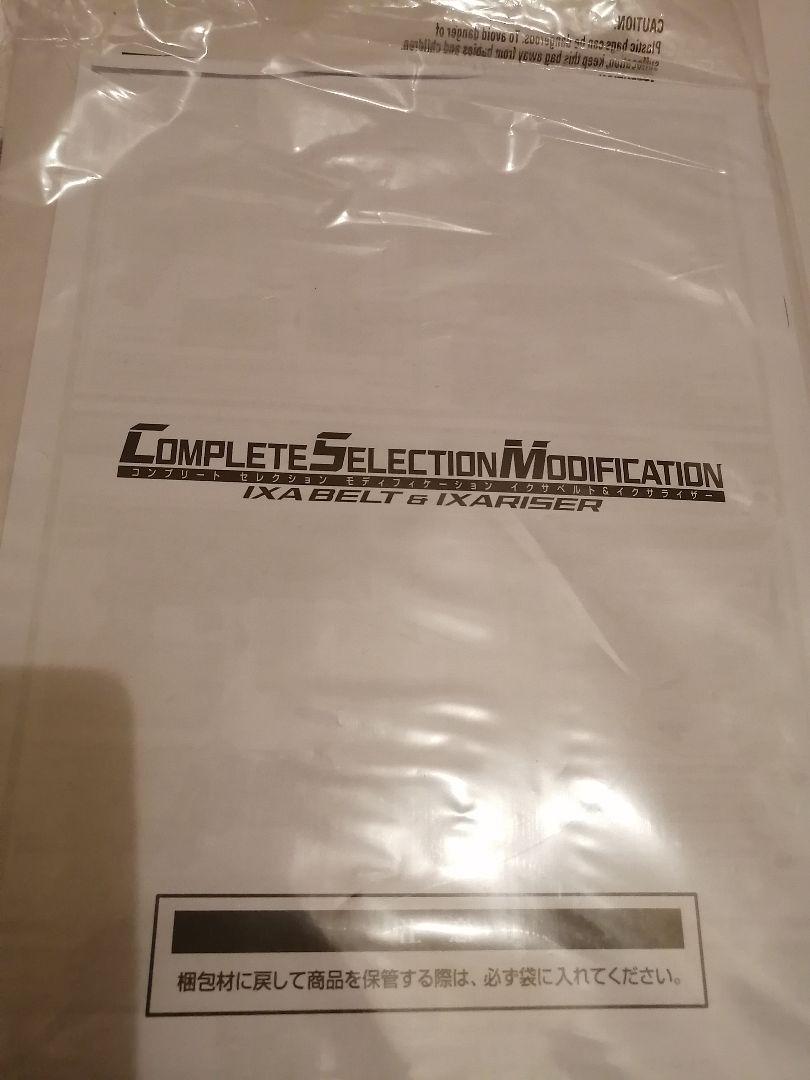 CAUTION:
Plastic bags can be dangerous. To avoid danger of
suffocation, keep this bag away from babies and children.
COMPLETE SELECTION MODIFICATION
コンプリート セレクション モディフィケーション イクサベルト&イクサライザー
IXA BELT & IXARISER
梱包材に戻して商品を保管する際は、必ず袋に入れてください。